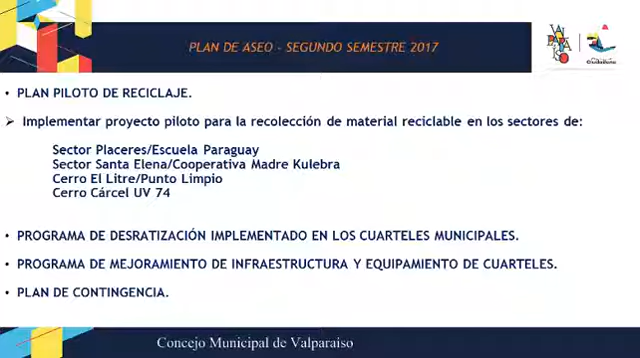 PLAN DE ASEO - SEGUNDO SEMESTRE 2017
VALPARAISO
• PLAN PILOTO DE RECICLAJE.
➢ Implementar proyecto piloto para la recolección de material reciclable en los sectores de:
Sector Placeres/Escuela Paraguay
Sector Santa Elena/Cooperativa Madre Kulebra
Cerro El Litre/Punto Limpio
Cerro Cárcel UV 74
• PROGRAMA DE DESRATIZACIÓN IMPLEMENTADO EN LOS CUARTELES MUNICIPALES.
• PROGRAMA DE MEJORAMIENTO DE INFRAESTRUCTURA Y EQUIPAMIENTO DE CUARTELES.
• PLAN DE CONTINGENCIA.
Concejo Municipal de Valparaíso